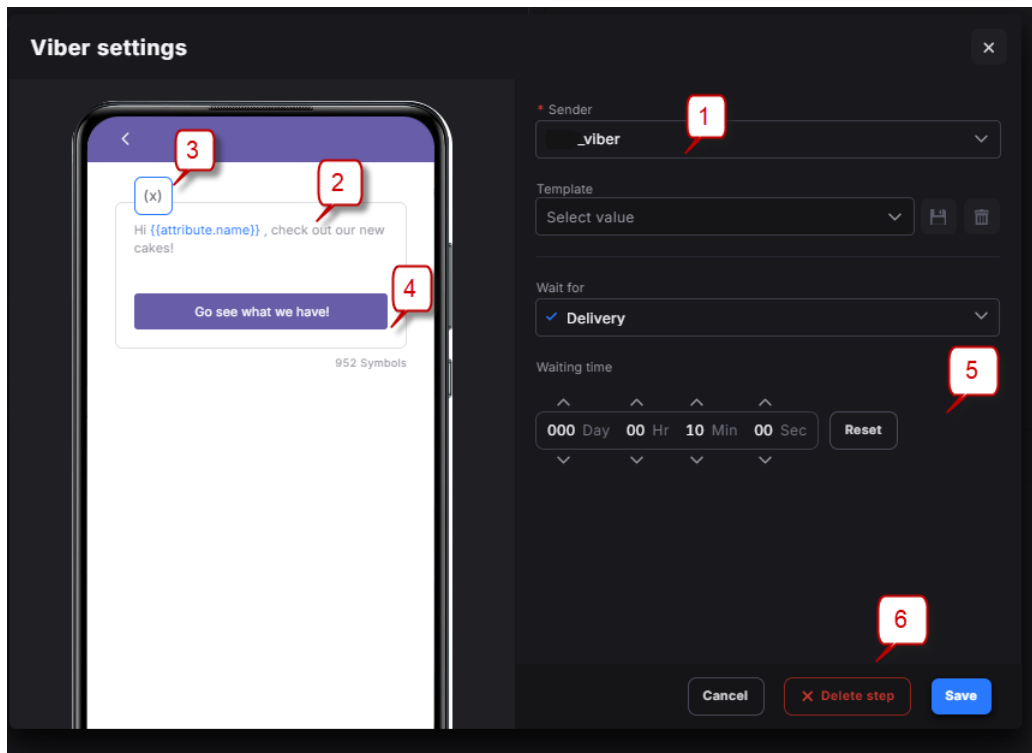 Viber settings
* Sender
1
_viber
3
2
(x)
Template
Select value
Hi {{attribute.name}} , check out our new
cakes!
4
Wait for
Go see what we have!
Delivery
952 Symbols
Waiting time
5
000 Day 00 Hr 10 Min 00 Sec
Reset
6
Cancel
Delete step
Save